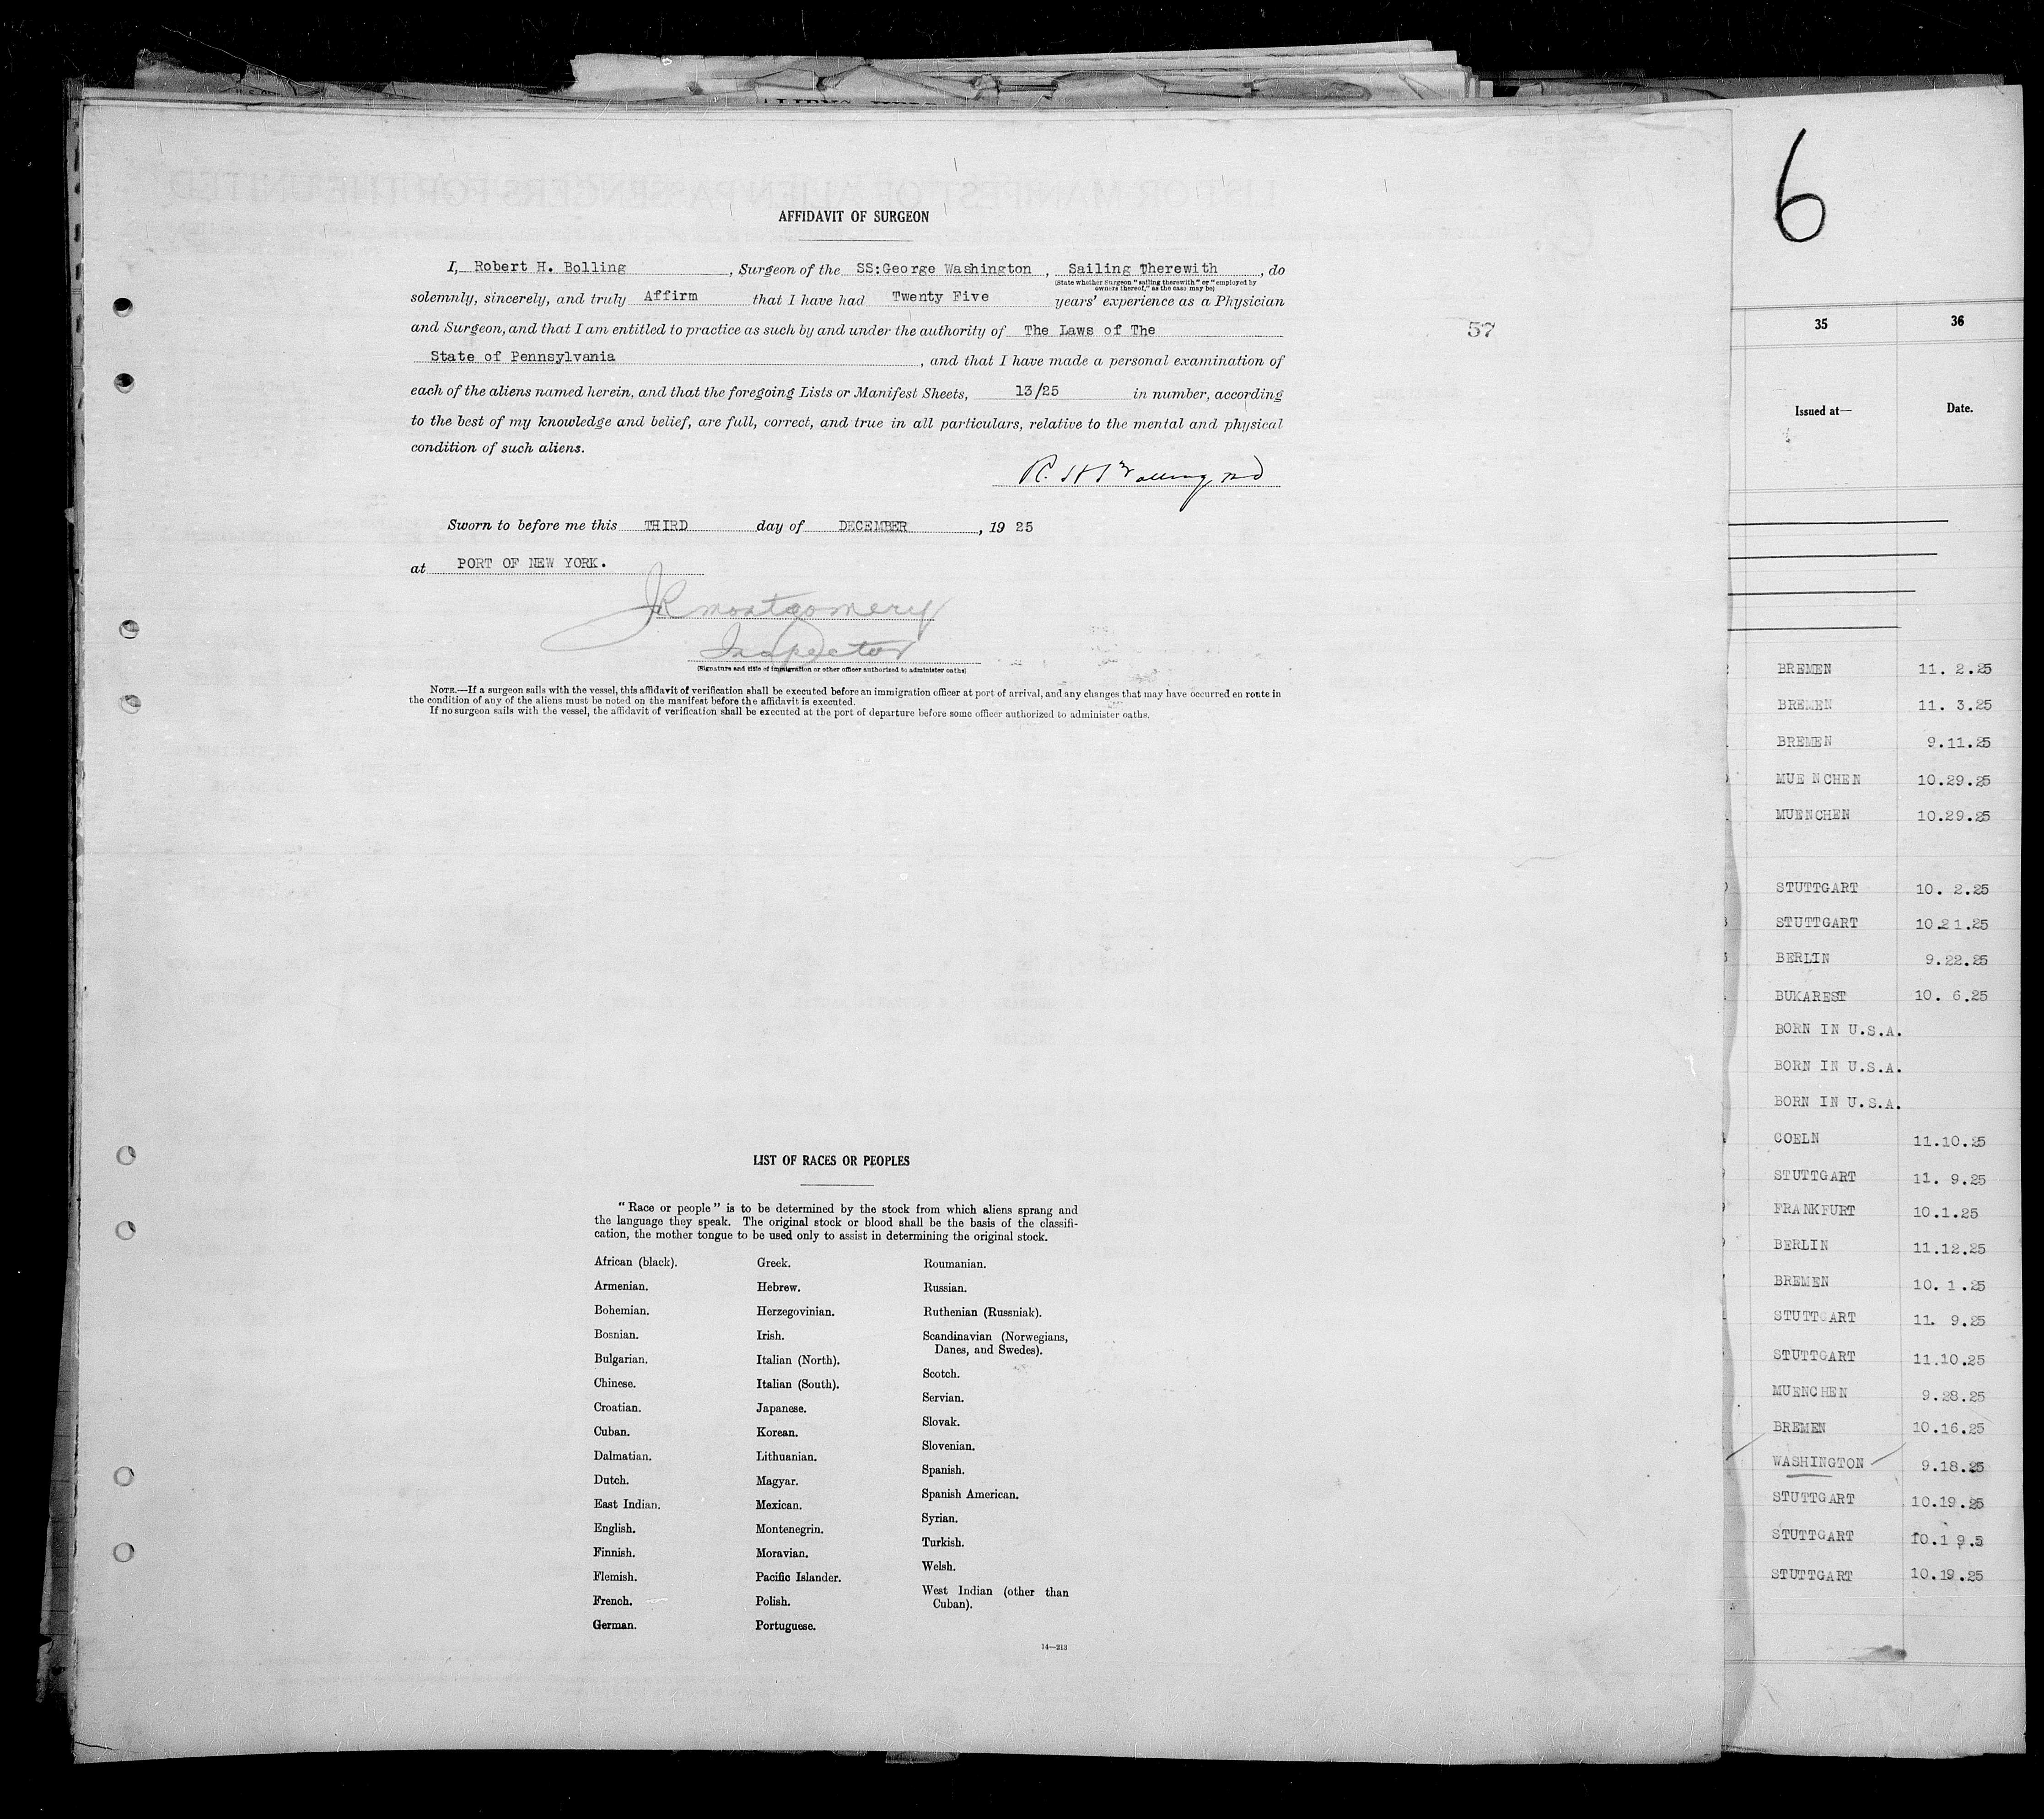 AFFIDAVIT OF SURGEON
I, Robert H. Bolling, Surgeon of the SS:George Washington, Sailing Therewith, do
(State whether Surgeon "sailing therewith" or "employed by
owners thereof," as the case may be)
solemnly, sincerely, and truly Affirm that I have had Twenty Five years' experience as a Physician
and Surgeon, and that I am entitled to practice as such by and under the authority of The Laws of The
State of Pennsylvania, and that I have made a personal examination of
each of the aliens named herein, and that the foregoing Lists or Manifest Sheets, 13/25 in number, according
to the best of my knowledge and belief, are full, correct, and true in all particulars, relative to the mental and physical
condition of such aliens.
R. H. Bolling, MD
Sworn to before me this THIRD day of DECEMBER, 19 25
at PORT OF NEW YORK.
JR Montgomery
Inspector
(Signature and title of immigration or other officer authorized to administer oaths)
NOTE.—If a surgeon sails with the vessel, this affidavit of verification shall be executed before an immigration officer at port of arrival, and any changes that may have occurred en route in
the condition of any of the aliens must be noted on the manifest before the affidavit is executed.
If no surgeon sails with the vessel, the affidavit of verification shall be executed at the port of departure before some officer authorized to administer oaths.
57
LIST OF RACES OR PEOPLES
"Race or people" is to be determined by the stock from which aliens sprang and
the language they speak. The original stock or blood shall be the basis of the classifi-
cation, the mother tongue to be used only to assist in determining the original stock.
African (black).
Armenian.
Bohemian.
Bosnian.
Bulgarian.
Chinese.
Croatian.
Cuban.
Dalmatian.
Dutch.
East Indian.
English.
Finnish.
Flemish.
French.
German.
Greek.
Hebrew.
Herzegovinian.
Irish.
Italian (North).
Italian (South).
Japanese.
Korean.
Lithuanian.
Magyar.
Mexican.
Montenegrin.
Moravian.
Pacific Islander.
Polish.
Portuguese.
Roumanian.
Russian.
Ruthenian (Russniak).
Scandinavian (Norwegians,
Danes, and Swedes).
Scotch.
Servian.
Slovak.
Slovenian.
Spanish.
Spanish American.
Syrian.
Turkish.
Welsh.
West Indian (other than
Cuban).
14—213
6
35 36
Issued at— Date.
BREMEN 11. 2.25
BREMEN 11. 3.25
BREMEN 9.11.25
MUENCHEN 10.29.25
MUENCHEN 10.29.25
STUTTGART 10. 2.25
STUTTGART 10.21.25
BERLIN 9.22.25
BUKAREST 10. 6.25
BORN IN U.S.A.
BORN IN U.S.A.
BORN IN U.S.A.
COELN 11.10.25
STUTTGART 11. 9.25
FRANKFURT 10.1.25
BERLIN 11.12.25
BREMEN 10. 1.25
STUTTGART 11. 9.25
STUTTGART 11.10.25
MUENCHEN 9.28.25
BREMEN 10.16.25
WASHINGTON 9.18.25
STUTTGART 10.19.25
STUTTGART 10.1 9.5
STUTTGART 10.19.25